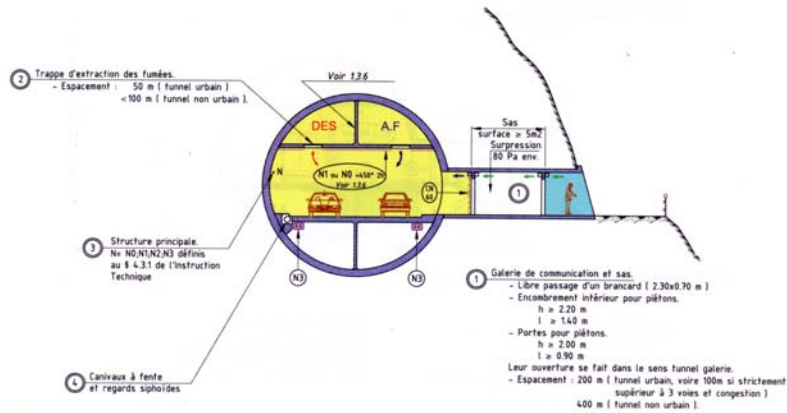 2 Trappe d'extraction des fumées.
- Espacement : 50 m ( tunnel urbain )
<100 m ( tunnel non urbain ).
Voir 1.3.6
DES
A.F
N
N1 ou N0 +450° 2H
Voir 1.3.6
Sas
surface ≥ 5m2
Surpression
80 Pa env.
CN
60
1
3 Structure principale.
N= N0;N1;N2;N3 définis
au § 4.3.1 de l'Instruction
Technique
N3
N3
4 Canivaux à fente
et regards siphoïdes
1 Galerie de communication et sas.
- Libre passage d'un brancard ( 2.30x0.70 m )
- Encombrement intérieur pour piétons.
h ≥ 2.20 m
l ≥ 1.40 m
- Portes pour piétons.
h ≥ 2.00 m
l ≥ 0.90 m
Leur ouverture se fait dans le sens tunnel galerie.
- Espacement : 200 m ( tunnel urbain, voire 100m si strictement
supérieur à 3 voies et congestion )
400 m ( tunnel non urbain ).